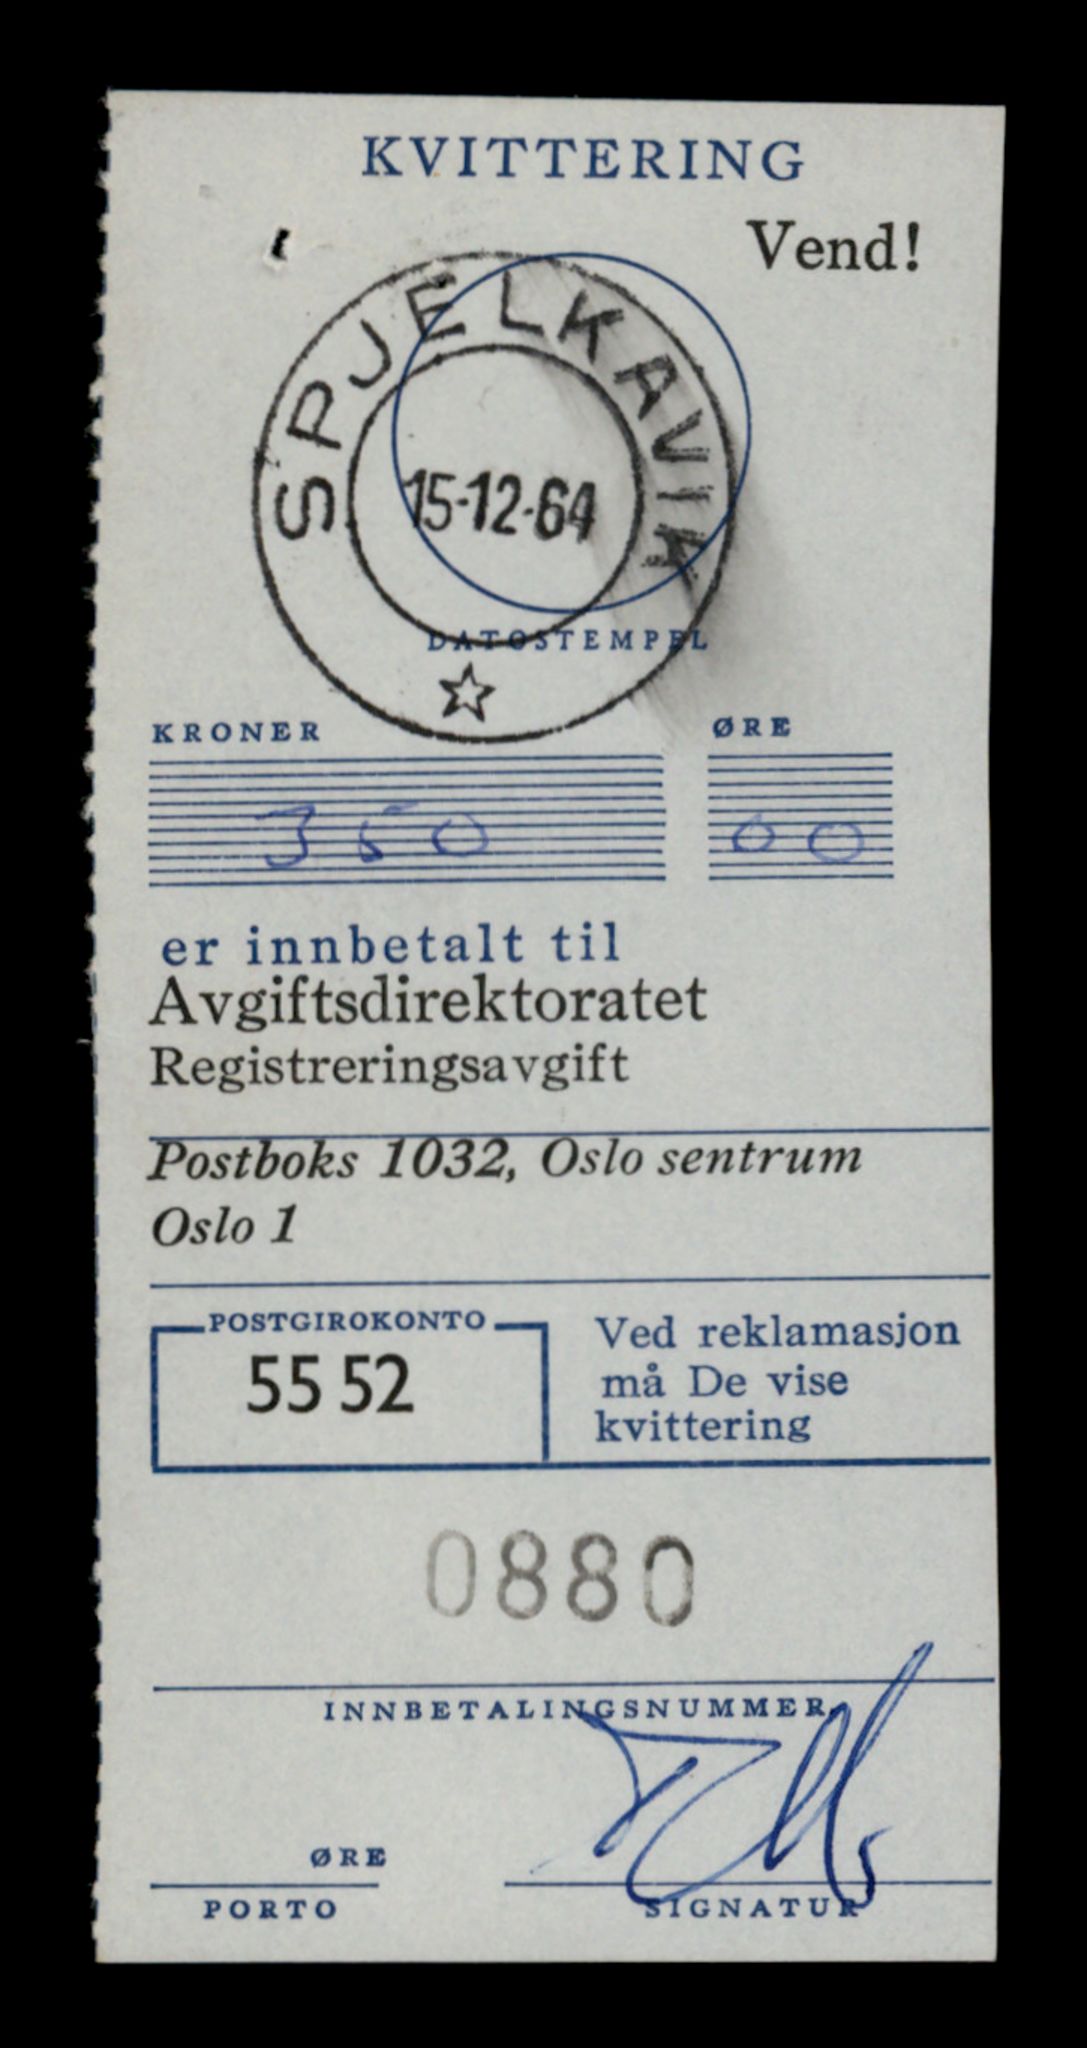 KVITTERING
Vend!
SPJELKAVIK
15-12-64
DATOSTEMPEL
KRONER ØRE
350 00
er innbetalt til
Avgiftsdirektoratet
Registreringsavgift
Postboks 1032, Oslo sentrum
Oslo 1
POSTGIROKONTO
55 52
Ved reklamasjon
må De vise
kvittering
0880
INNBETALINGSNUMMER
ØRE
PORTO
SIGNATUR